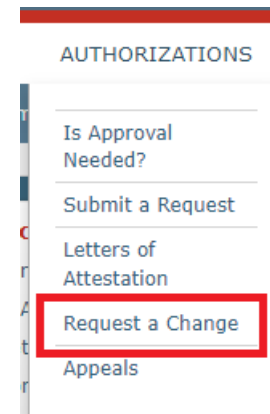 AUTHORIZATIONS
Is Approval
Needed?
Submit a Request
Letters of
Attestation
Request a Change
Appeals